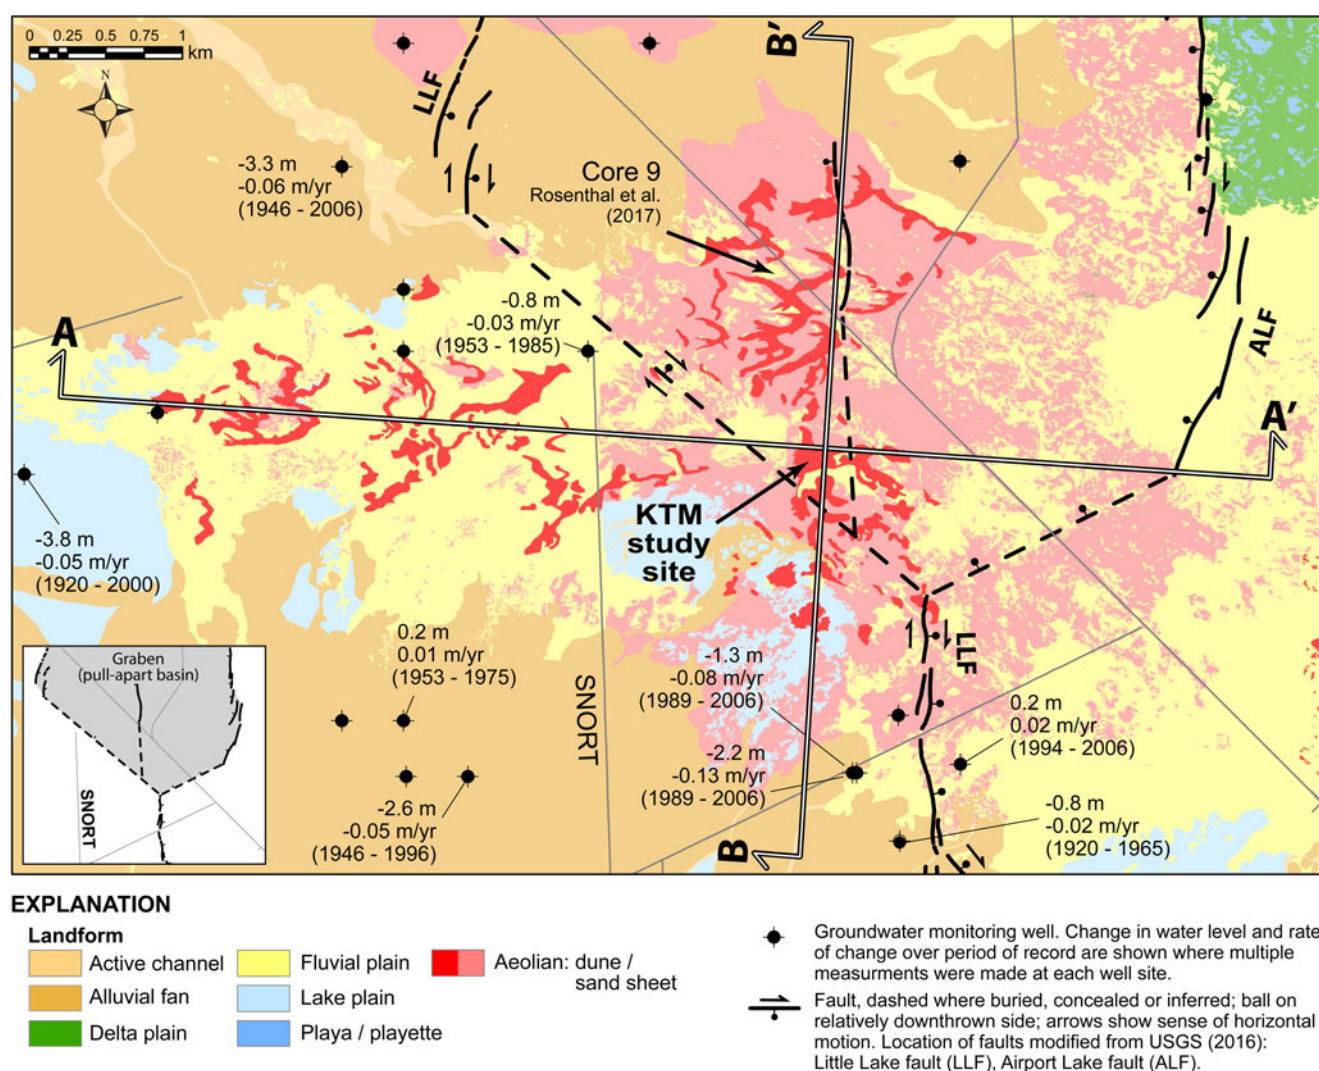 0 0.25 0.5 0.75 1
km
N
LLF
B'
-3.3 m
-0.06 m/yr
(1946 - 2006)
Core 9
Rosenthal et al.
(2017)
ALF
A
-0.8 m
-0.03 m/yr
(1953 - 1985)
A'
KTM
study
site
-3.8 m
-0.05 m/yr
(1920 - 2000)
0.2 m
0.01 m/yr
(1953 - 1975)
SNORT
-1.3 m
-0.08 m/yr
(1989 - 2006)
LLF
0.2 m
0.02 m/yr
(1994 - 2006)
-2.2 m
-0.13 m/yr
(1989 - 2006)
-2.6 m
-0.05 m/yr
(1946 - 1996)
B
-0.8 m
-0.02 m/yr
(1920 - 1965)
Graben
(pull-apart basin)
SNORT
EXPLANATION
Landform
Active channel
Alluvial fan
Delta plain
Fluvial plain
Lake plain
Playa / playette
Aeolian: dune /
sand sheet
Groundwater monitoring well. Change in water level and rate
of change over period of record are shown where multiple
measurments were made at each well site.
Fault, dashed where buried, concealed or inferred; ball on
relatively downthrown side; arrows show sense of horizontal
motion. Location of faults modified from USGS (2016):
Little Lake fault (LLF), Airport Lake fault (ALF).